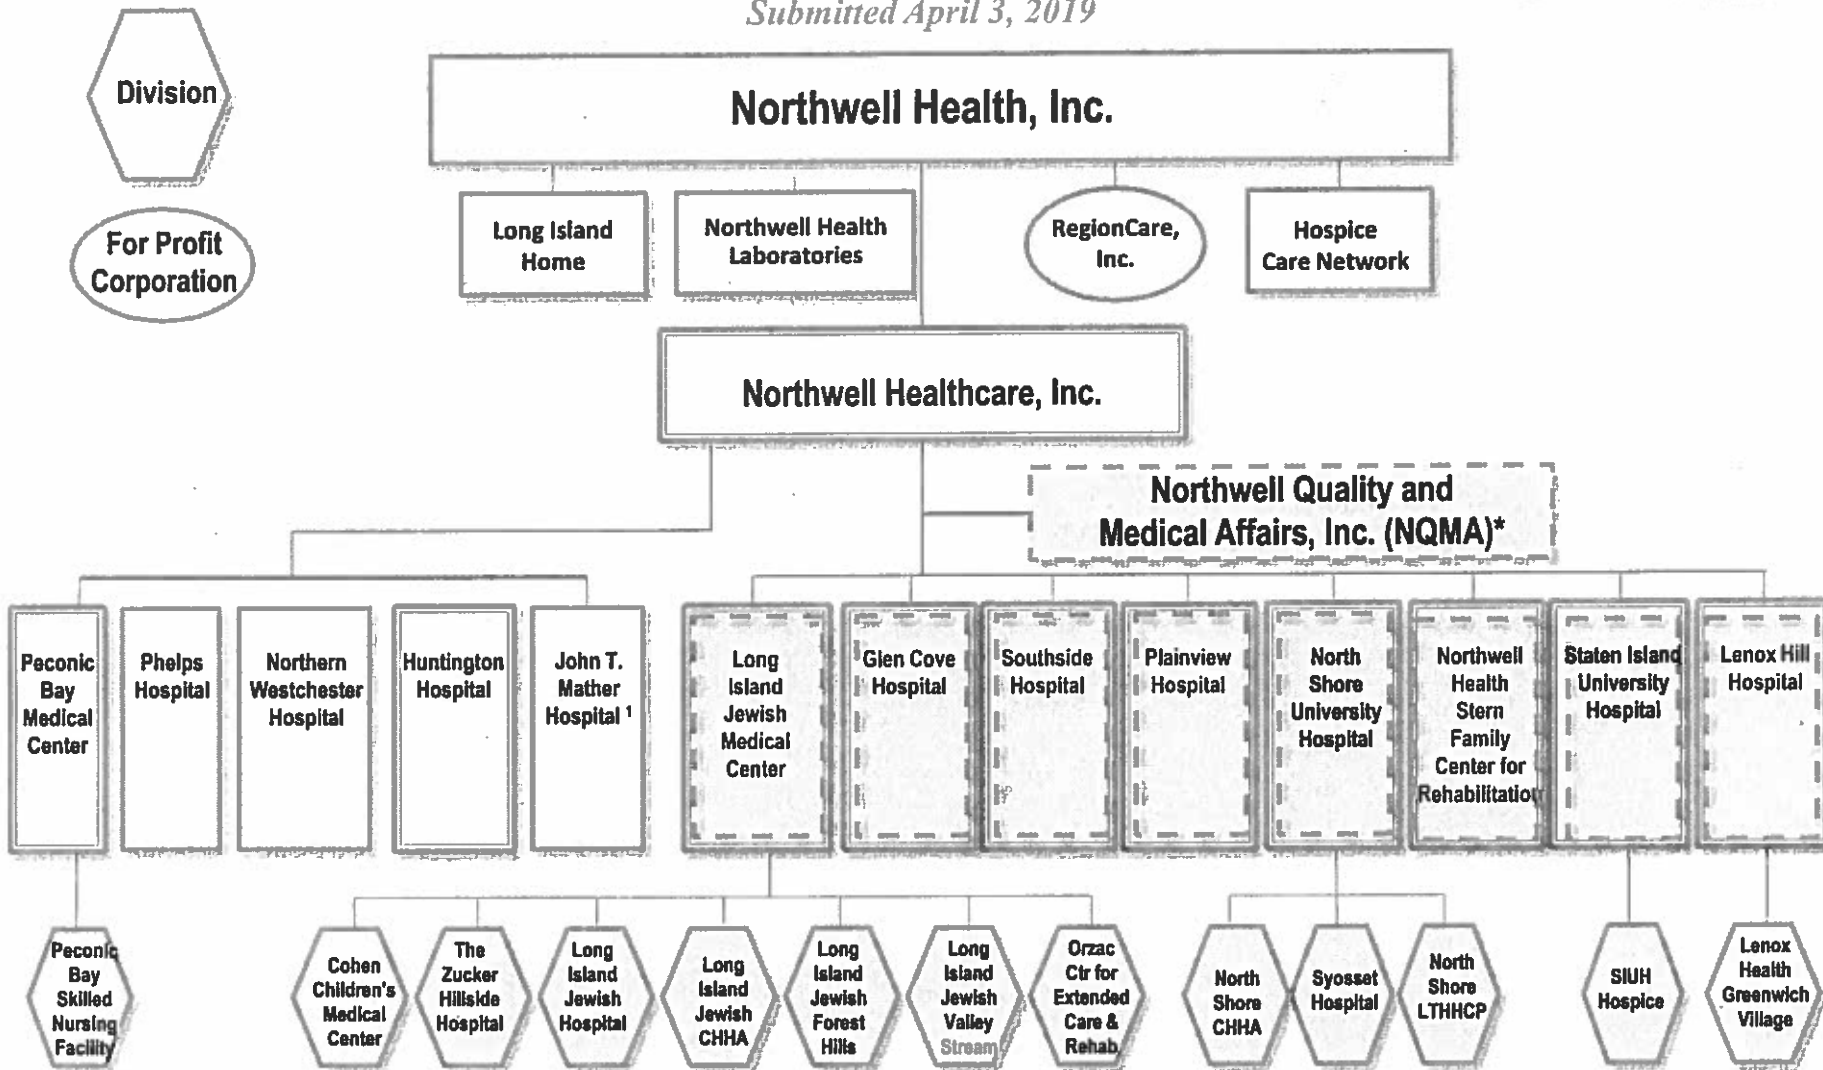 Submitted April 3, 2019
Division
For Profit
Corporation
Northwell Health, Inc.
Long Island
Home
Northwell Health
Laboratories
RegionCare,
Inc.
Hospice
Care Network
Northwell Healthcare, Inc.
Northwell Quality and
Medical Affairs, Inc. (NQMA)*
Peconic
Bay
Medical
Center
Phelps
Hospital
Northern
Westchester
Hospital
Huntington
Hospital
John T.
Mather
Hospital ¹
Long
Island
Jewish
Medical
Center
Glen Cove
Hospital
Southside
Hospital
Plainview
Hospital
North
Shore
University
Hospital
Northwell
Health
Stern
Family
Center for
Rehabilitation
Staten Island
University
Hospital
Lenox Hill
Hospital
Peconic
Bay
Skilled
Nursing
Facility
Cohen
Children's
Medical
Center
The
Zucker
Hillside
Hospital
Long
Island
Jewish
Hospital
Long
Island
Jewish
CHHA
Long
Island
Jewish
Forest
Hills
Long
Island
Jewish
Valley
Stream
Orzac
Ctr for
Extended
Care &
Rehab
North
Shore
CHHA
Syosset
Hospital
North
Shore
LTHHCP
SIUH
Hospice
Lenox
Health
Greenwich
Village